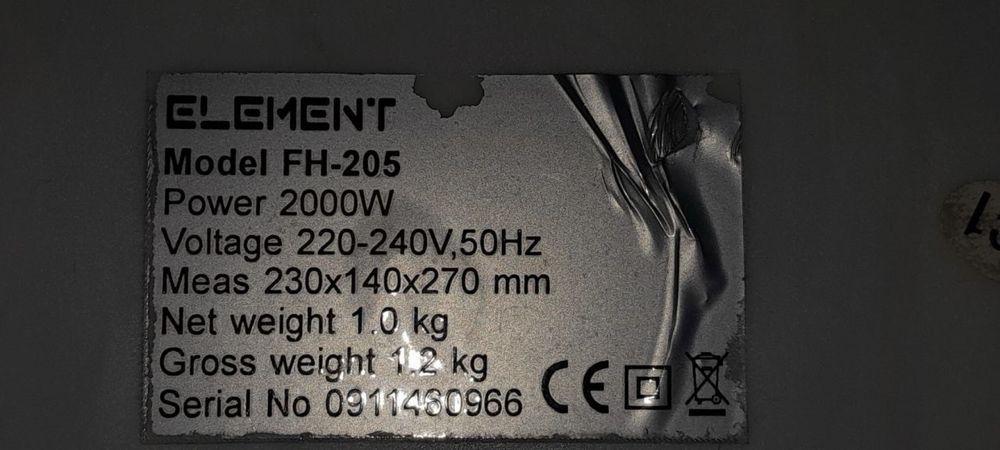 ELEMENT
Model FH-205
Power 2000W
Voltage 220-240V,50Hz
Meas 230x140x270 mm
Net weight 1.0 kg
Gross weight 1.2 kg
Serial No 0911460966
CE